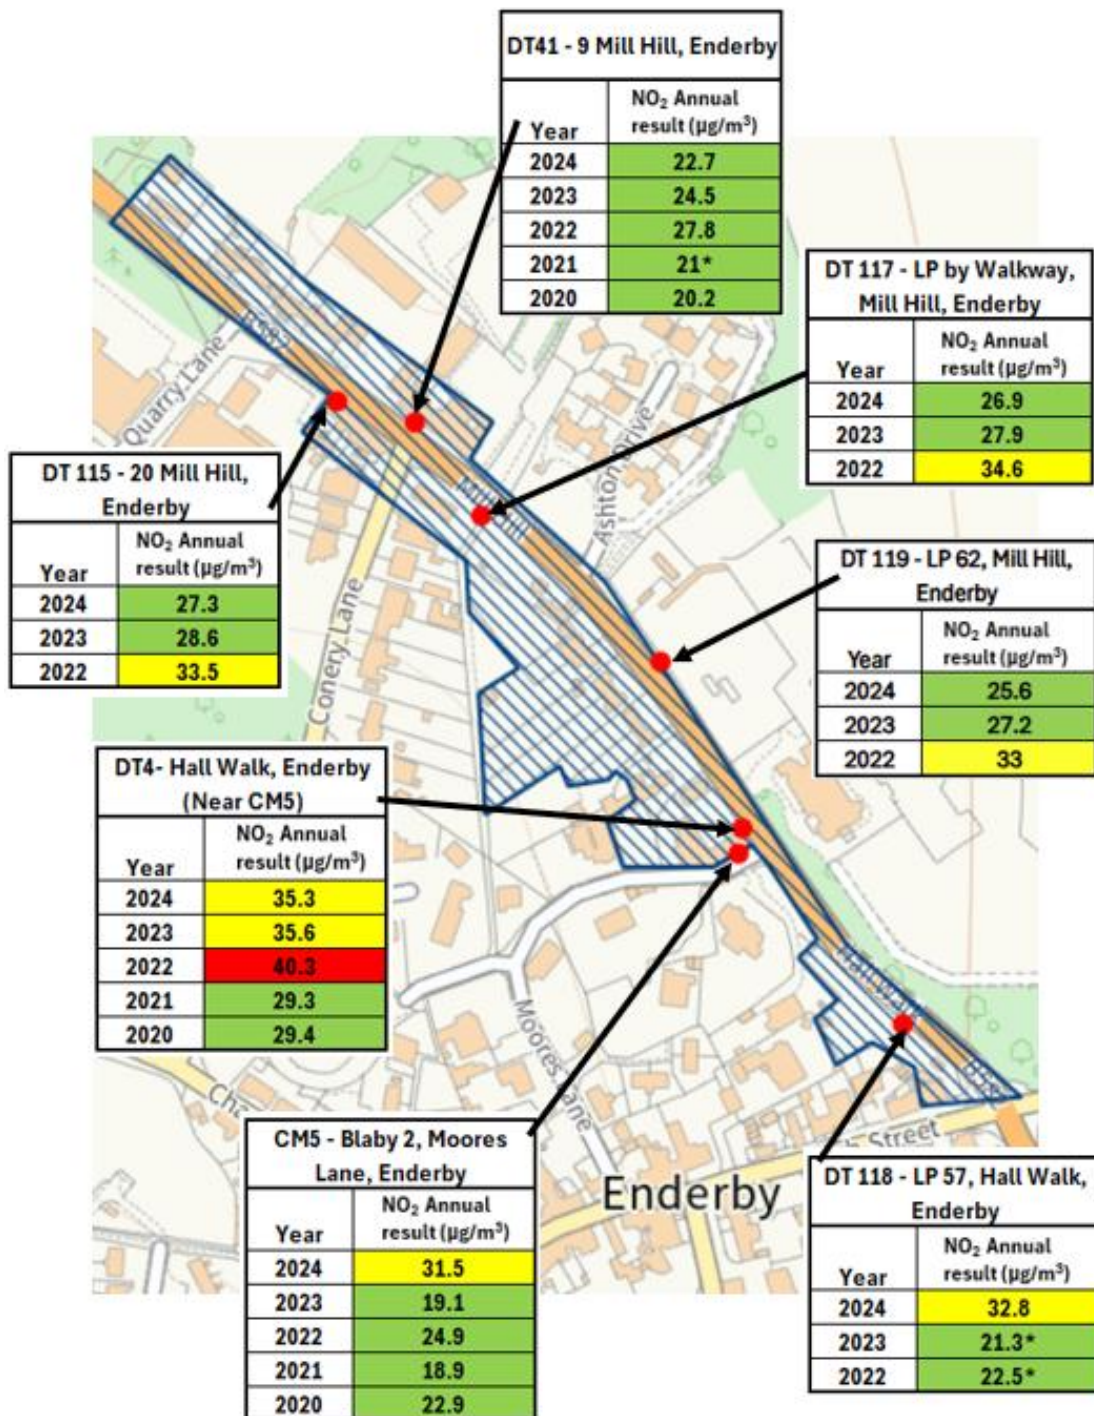 DT41 - 9 Mill Hill, Enderby
Year NO₂ Annual result (µg/m³)
2024 22.7
2023 24.5
2022 27.8
2021 21*
2020 20.2
DT 117 - LP by Walkway,
Mill Hill, Enderby
Year NO₂ Annual result (µg/m³)
2024 26.9
2023 27.9
2022 34.6
DT 115 - 20 Mill Hill,
Enderby
Year NO₂ Annual result (µg/m³)
2024 27.3
2023 28.6
2022 33.5
DT 119 - LP 62, Mill Hill,
Enderby
Year NO₂ Annual result (µg/m³)
2024 25.6
2023 27.2
2022 33
DT4- Hall Walk, Enderby
(Near CM5)
Year NO₂ Annual result (µg/m³)
2024 35.3
2023 35.6
2022 40.3
2021 29.3
2020 29.4
CM5 - Blaby 2, Moores
Lane, Enderby
Year NO₂ Annual result (µg/m³)
2024 31.5
2023 19.1
2022 24.9
2021 18.9
2020 22.9
DT 118 - LP 57, Hall Walk,
Enderby
Year NO₂ Annual result (µg/m³)
2024 32.8
2023 21.3*
2022 22.5*
B582
Quarry Lane
Mill Hill
Ashton Drive
Conery Lane
Hall Walk
Moores Lane
Street
Enderby